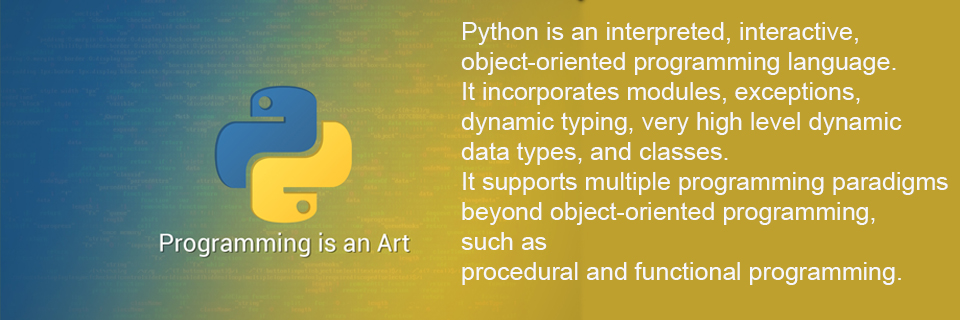 Programming is an Art
Python is an interpreted, interactive,
object-oriented programming language.
It incorporates modules, exceptions,
dynamic typing, very high level dynamic
data types, and classes.
It supports multiple programming paradigms
beyond object-oriented programming,
such as
procedural and functional programming.